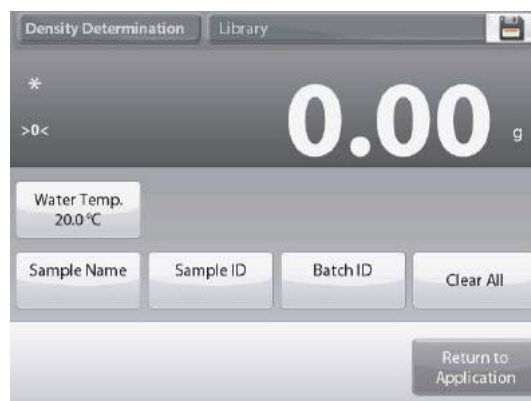 Density Determination Library
*
0.00 g
>0<
Water Temp.
20.0 °C
Sample Name Sample ID Batch ID Clear All
Return to
Application